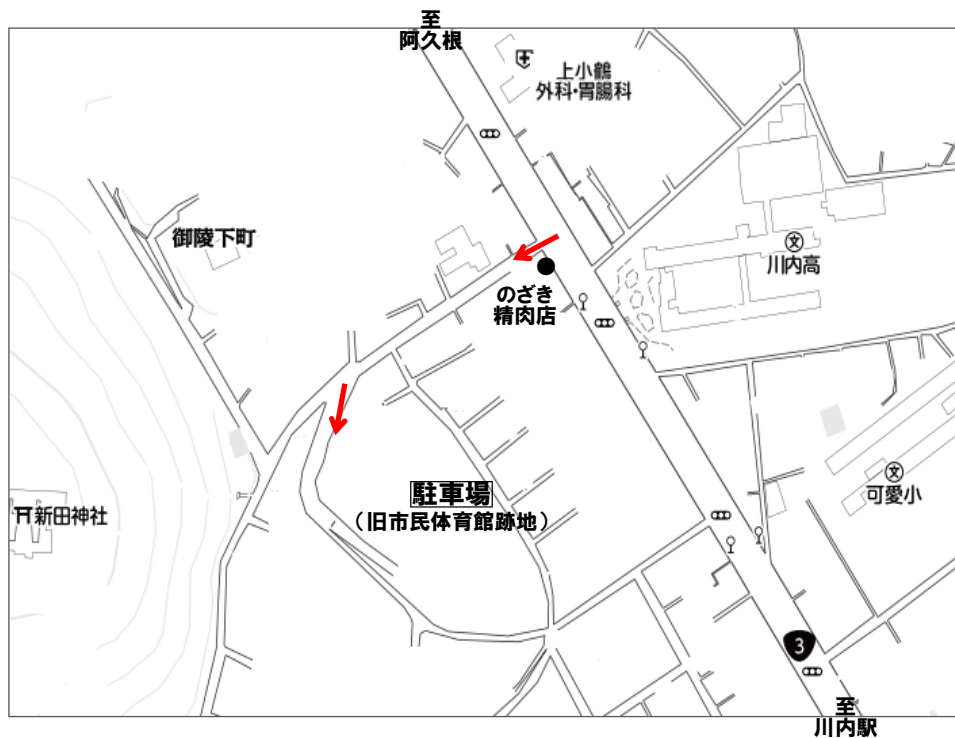 至
阿久根
上小鶴
外科・胃腸科
御陵下町
川内高
のざき
精肉店
駐車場
（旧市民体育館跡地）
可愛小
新田神社
3
至
川内駅